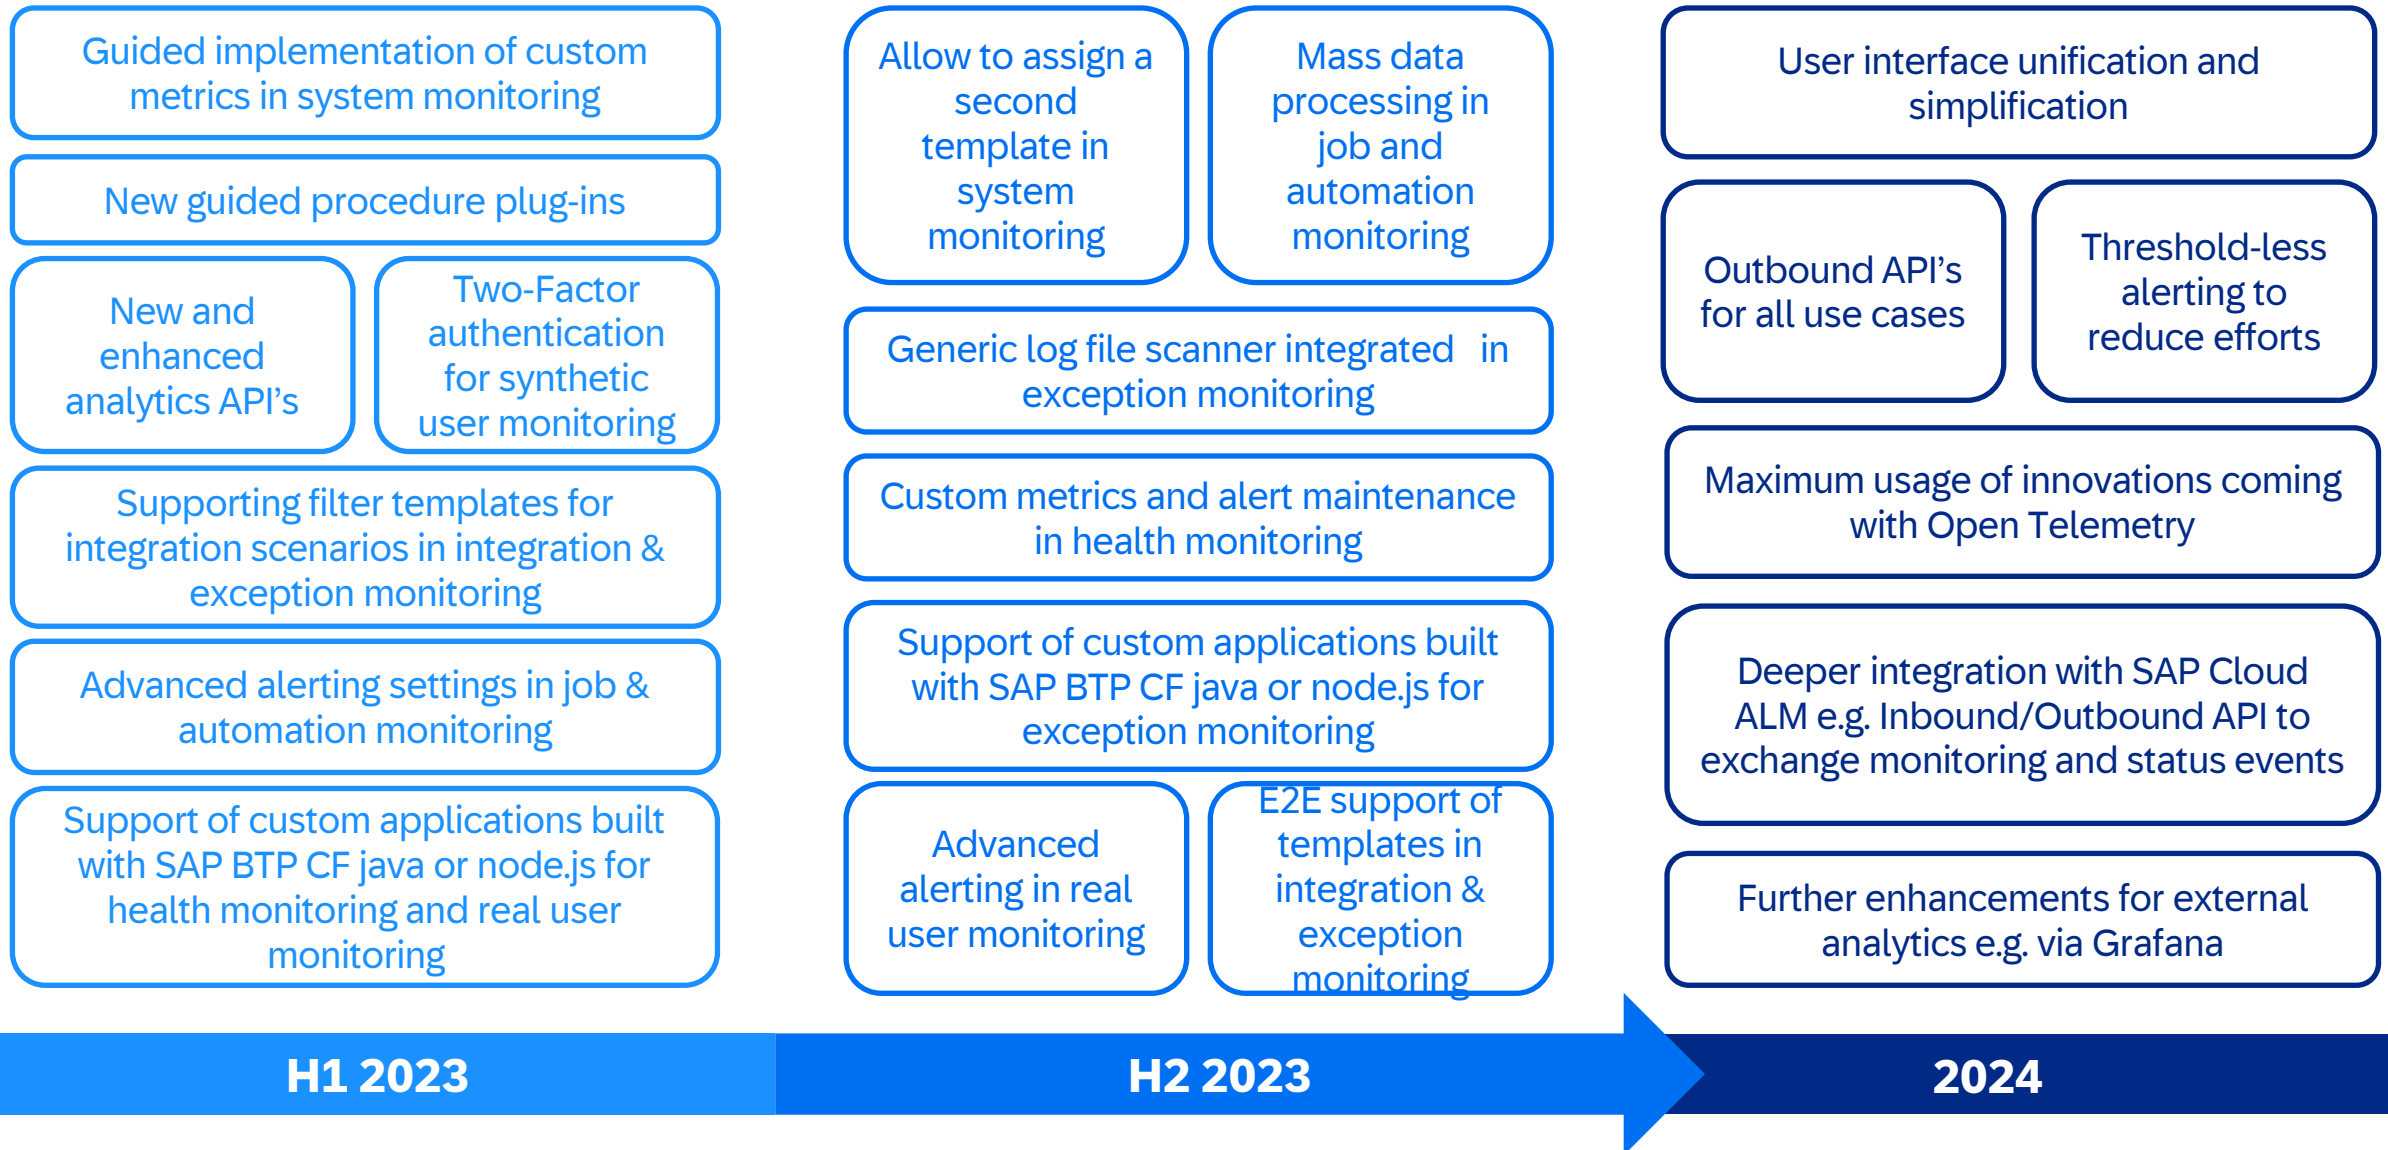 Guided implementation of custom
metrics in system monitoring
New guided procedure plug-ins
New and
enhanced
analytics API’s
Two-Factor
authentication
for synthetic
user monitoring
Supporting filter templates for
integration scenarios in integration &
exception monitoring
Advanced alerting settings in job &
automation monitoring
Support of custom applications built
with SAP BTP CF java or node.js for
health monitoring and real user
monitoring
Allow to assign a
second
template in
system
monitoring
Mass data
processing in
job and
automation
monitoring
Generic log file scanner integrated in
exception monitoring
Custom metrics and alert maintenance
in health monitoring
Support of custom applications built
with SAP BTP CF java or node.js for
exception monitoring
Advanced
alerting in real
user monitoring
E2E support of
templates in
integration &
exception
monitoring
User interface unification and
simplification
Outbound API’s
for all use cases
Threshold-less
alerting to
reduce efforts
Maximum usage of innovations coming
with Open Telemetry
Deeper integration with SAP Cloud
ALM e.g. Inbound/Outbound API to
exchange monitoring and status events
Further enhancements for external
analytics e.g. via Grafana
H1 2023
H2 2023
2024